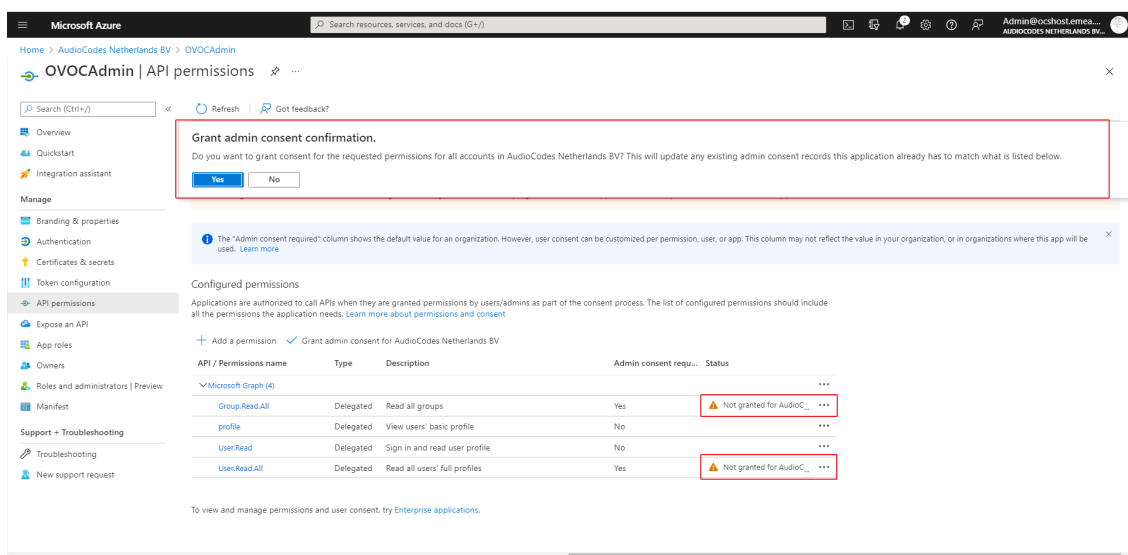 Microsoft Azure
Search resources, services, and docs (G+/)
2
Admin@ocshost.emea....
AUDIOCODES NETHERLANDS BV...
Home > AudioCodes Netherlands BV > OVOCAdmin
OVOCAdmin | API permissions
Search (Ctrl+/)
«
Refresh
Got feedback?
Overview
Quickstart
Integration assistant
Manage
Branding & properties
Authentication
Certificates & secrets
Token configuration
API permissions
Expose an API
App roles
Owners
Roles and administrators | Preview
Manifest
Support + Troubleshooting
Troubleshooting
New support request
Grant admin consent confirmation.
Do you want to grant consent for the requested permissions for all accounts in AudioCodes Netherlands BV? This will update any existing admin consent records this application already has to match what is listed below.
Yes No
The "Admin consent required" column shows the default value for an organization. However, user consent can be customized per permission, user, or app. This column may not reflect the value in your organization, or in organizations where this app will be
used. Learn more
Configured permissions
Applications are authorized to call APIs when they are granted permissions by users/admins as part of the consent process. The list of configured permissions should include
all the permissions the application needs. Learn more about permissions and consent
Add a permission Grant admin consent for AudioCodes Netherlands BV
API / Permissions name Type Description Admin consent requ... Status
Microsoft Graph (4) ...
Group.Read.All Delegated Read all groups Yes Not granted for AudioC... ...
profile Delegated View users' basic profile No ...
User.Read Delegated Sign in and read user profile No ...
User.Read.All Delegated Read all users' full profiles Yes Not granted for AudioC... ...
To view and manage permissions and user consent, try Enterprise applications.